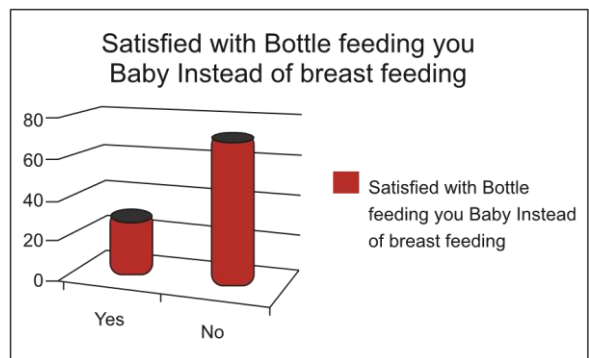 Satisfied with Bottle feeding you
Baby Instead of breast feeding
80
60
40
20
0
Yes
No
Satisfied with Bottle
feeding you Baby Instead
of breast feeding